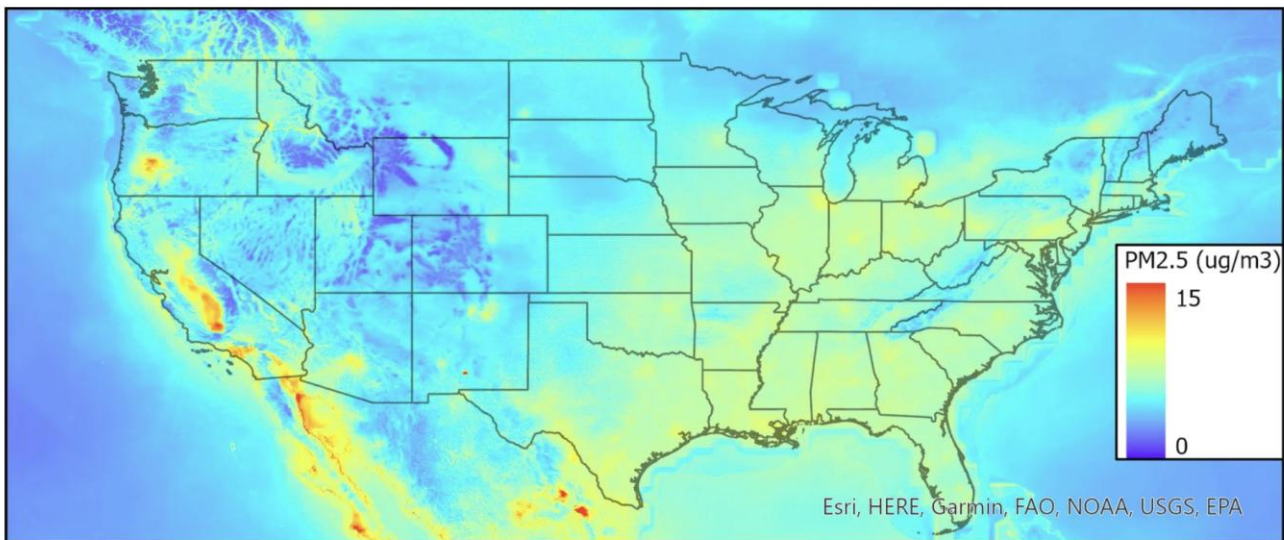 PM2.5 (ug/m3)
15
0
Esri, HERE, Garmin, FAO, NOAA, USGS, EPA